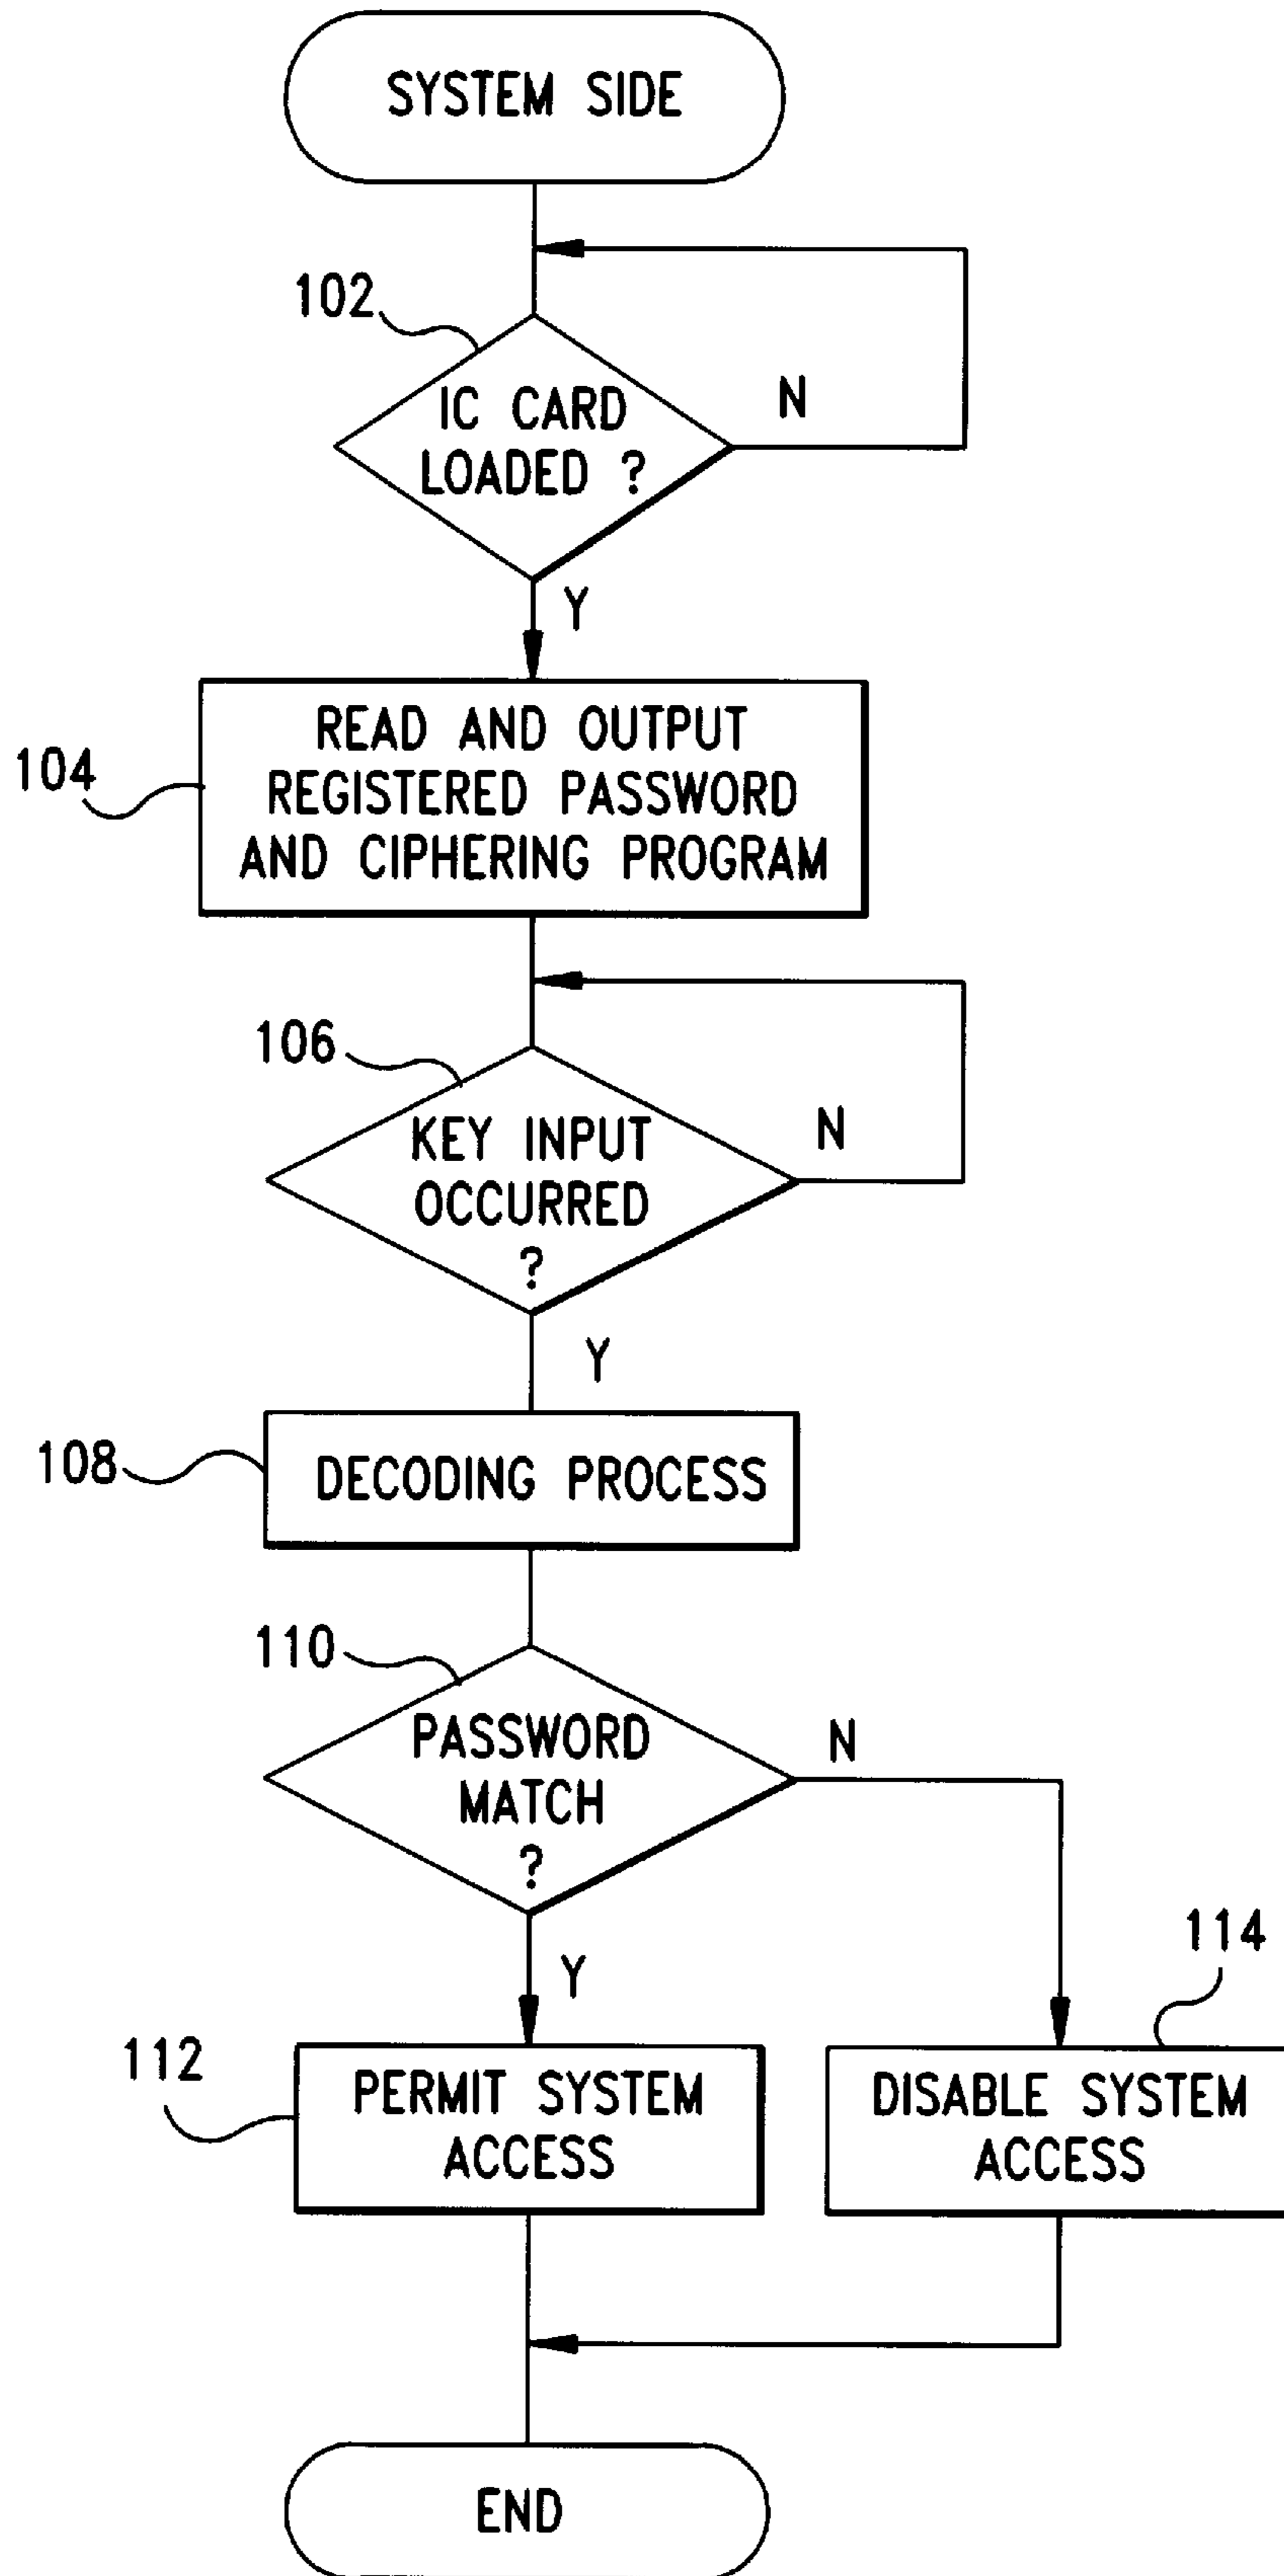 SYSTEM SIDE
102
IC CARD
LOADED ?
N
Y
104
READ AND OUTPUT
REGISTERED PASSWORD
AND CIPHERING PROGRAM
106
KEY INPUT
OCCURRED
?
N
Y
108
DECODING PROCESS
110
PASSWORD
MATCH
?
N
Y
112
PERMIT SYSTEM
ACCESS
114
DISABLE SYSTEM
ACCESS
END